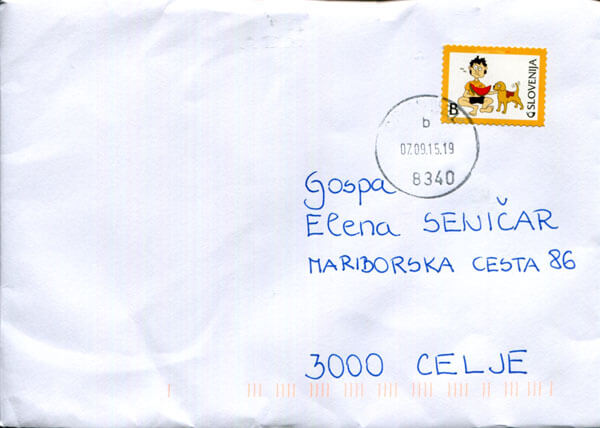 SLOVENIJA
B
b
07.09.15.19
8340
Gospa
Elena SENIČAR
MARIBORSKA CESTA 86
3000 CELJE